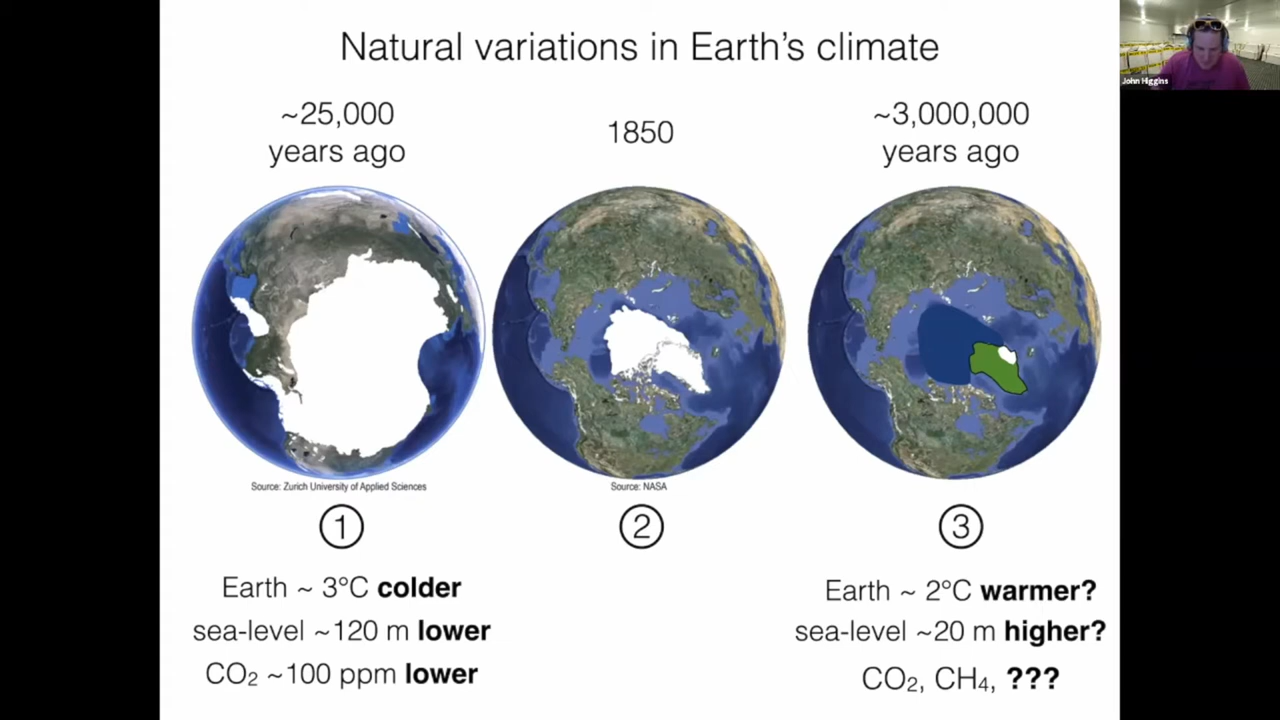 Natural variations in Earth's climate
John Higgins
~25,000
years ago
1850
~3,000,000
years ago
Source: Zurich University of Applied Sciences
Source: NASA
1
2
3
Earth ~ 3°C colder
sea-level ~120 m lower
CO₂ ~100 ppm lower
Earth ~ 2°C warmer?
sea-level ~20 m higher?
CO₂, CH₄, ???